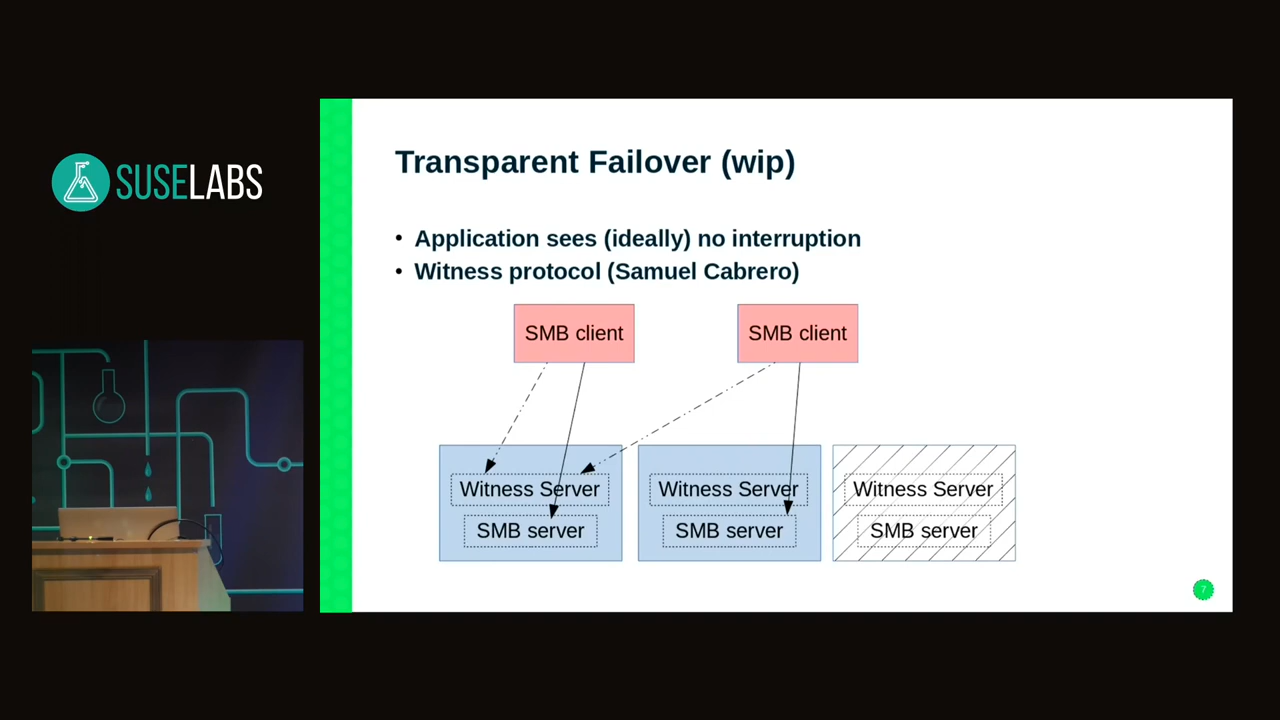 SUSELABS
Transparent Failover (wip)
• Application sees (ideally) no interruption
• Witness protocol (Samuel Cabrero)
SMB client
SMB client
Witness Server
SMB server
Witness Server
SMB server
Witness Server
SMB server
7